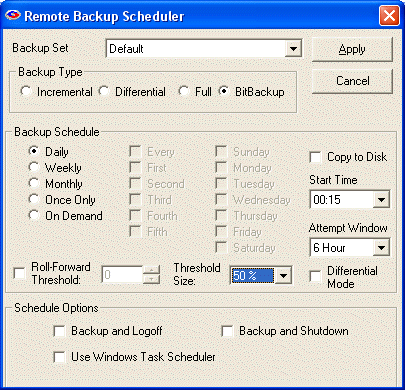 Remote Backup Scheduler
Backup Set
Default
Apply
Backup Type
Incremental
Differential
Full
BitBackup
Cancel
Backup Schedule
Daily
Weekly
Monthly
Once Only
On Demand
Every
First
Second
Third
Fourth
Fifth
Sunday
Monday
Tuesday
Wednesday
Thursday
Friday
Saturday
Copy to Disk
Start Time
00:15
Attempt Window
6 Hour
Roll-Forward
Threshold:
0
Threshold
Size:
50 %
Differential
Mode
Schedule Options
Backup and Logoff
Backup and Shutdown
Use Windows Task Scheduler